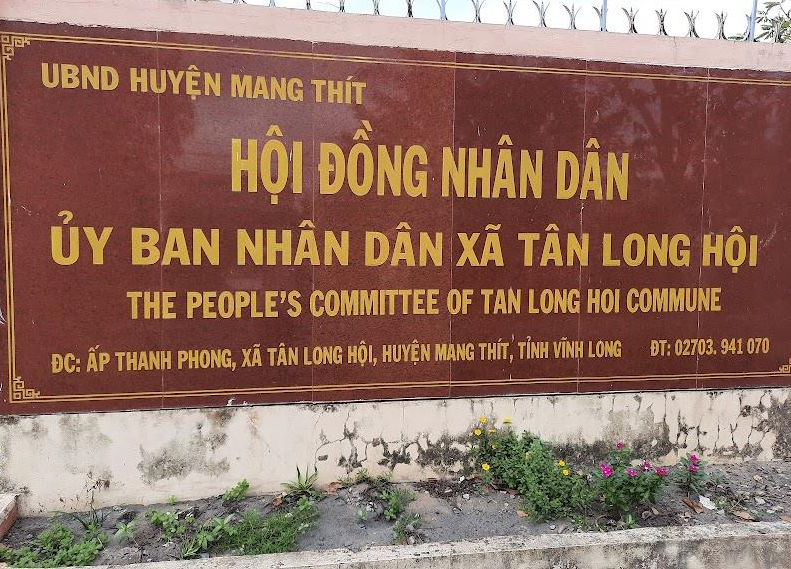 UBND HUYỆN MANG THÍT
HỘI ĐỒNG NHÂN DÂN
ỦY BAN NHÂN DÂN XÃ TÂN LONG HỘI
THE PEOPLE'S COMMITTEE OF TAN LONG HOI COMMUNE
ĐC: ẤP THANH PHONG, XÃ TÂN LONG HỘI, HUYỆN MANG THÍT, TỈNH VĨNH LONG ĐT: 02703. 941 070